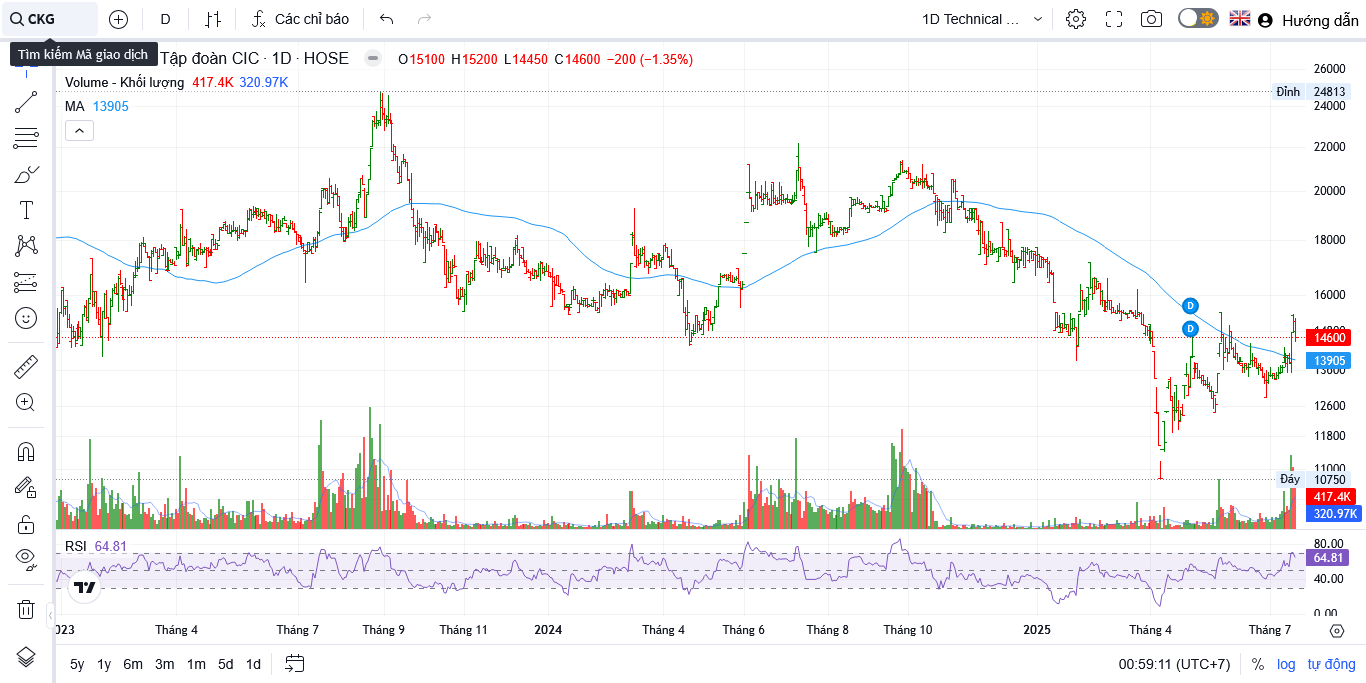 CKG D Các chỉ báo 1D Technical ... Hướng dẫn
Tìm kiếm Mã giao dịch Tập đoàn CIC · 1D · HOSE O15100 H15200 L14450 C14600 −200 (−1.35%)
Volume - Khối lượng 417.4K 320.97K
MA 13905
26000
Đỉnh 24813
24000
22000
20000
18000
16000
D
D
14600
13905
12600
11800
11000
Đáy 10750
417.4K
320.97K
RSI 64.81
80.00
64.81
40.00
0.00
Tháng 4 Tháng 7 Tháng 9 Tháng 11 2024 Tháng 4 Tháng 6 Tháng 8 Tháng 10 2025 Tháng 4 Tháng 7
5y 1y 6m 3m 1m 5d 1d 00:59:11 (UTC+7) % log tự động